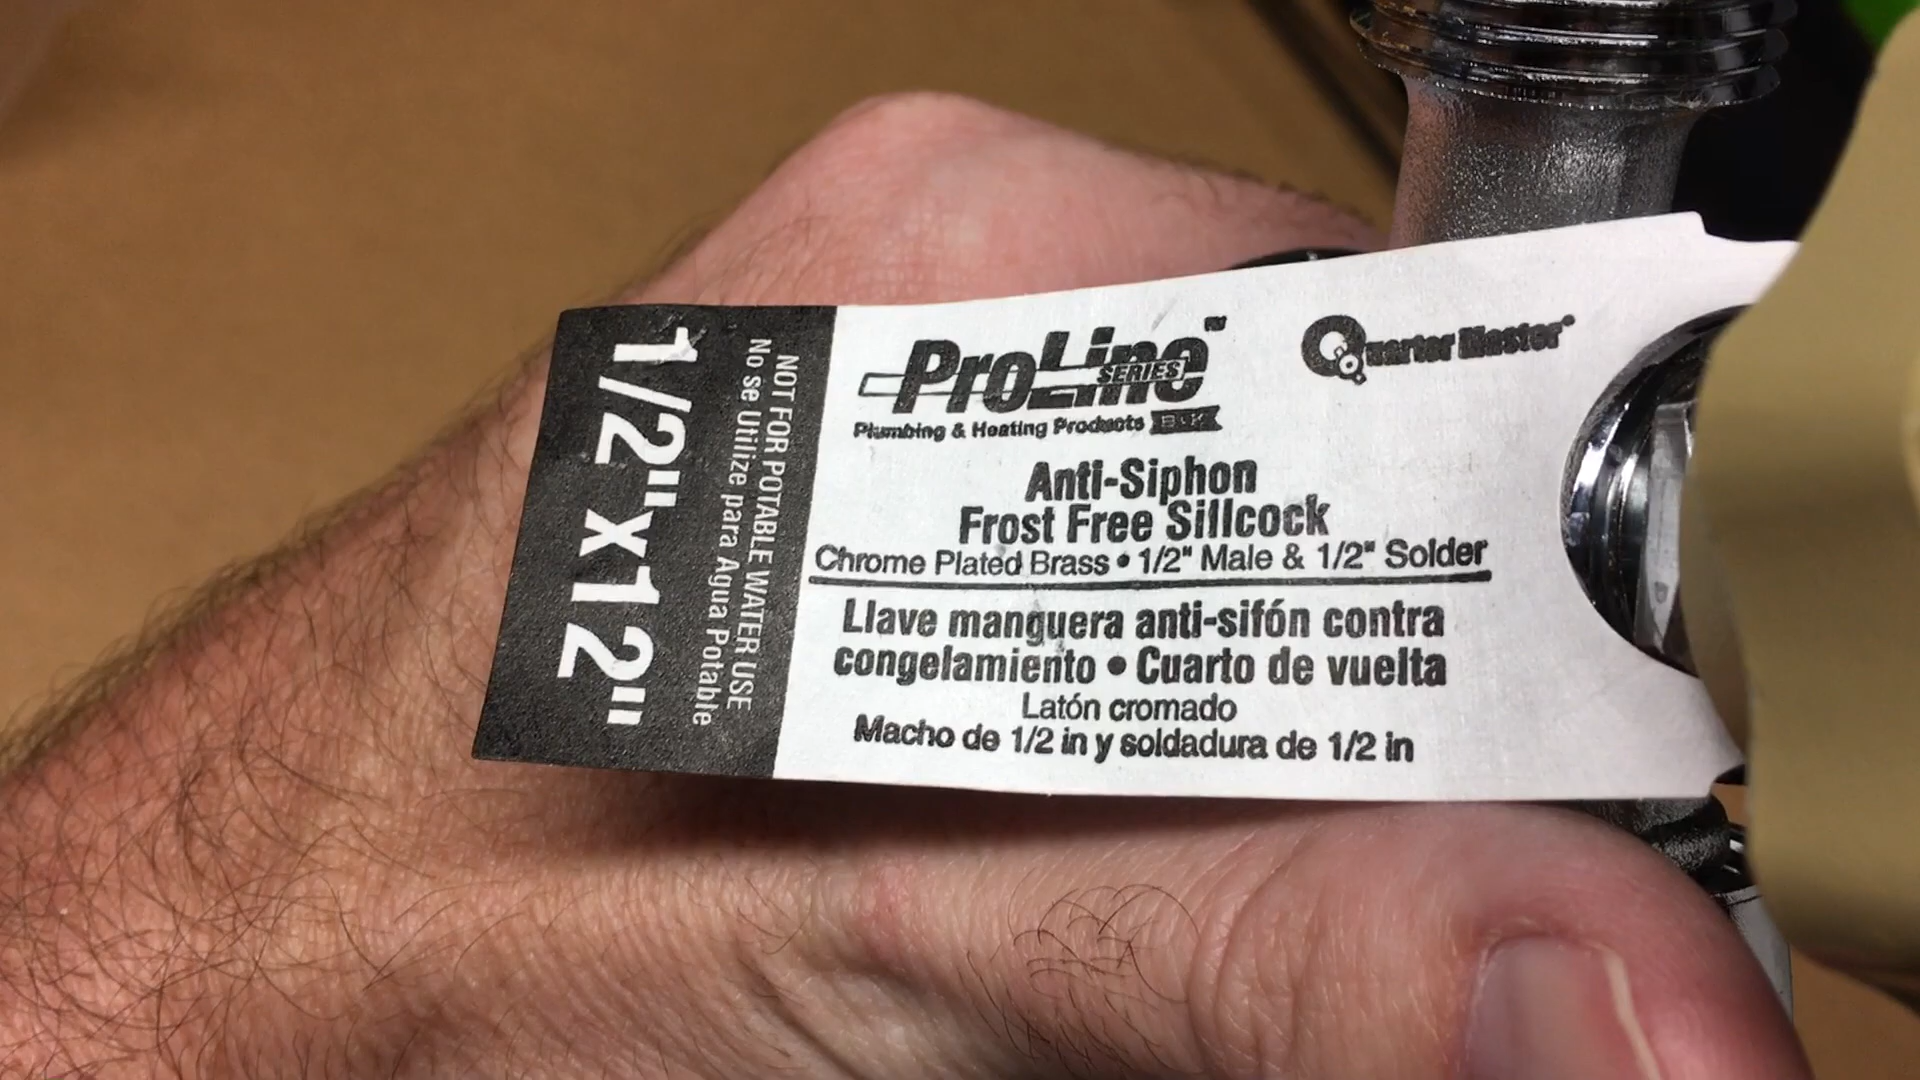 1/2" x 12"
NOT FOR POTABLE WATER USE
No se Utilize para Agua Potable
ProLine™
SERIES
Plumbing & Heating Products B&K
Quarter Master®
Anti-Siphon
Frost Free Sillcock
Chrome Plated Brass • 1/2" Male & 1/2" Solder
Llave manguera anti-sifón contra
congelamiento • Cuarto de vuelta
Latón cromado
Macho de 1/2 in y soldadura de 1/2 in